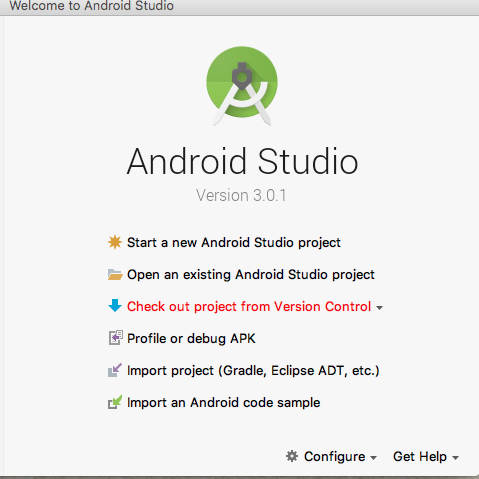 Welcome to Android Studio
Android Studio
Version 3.0.1
Start a new Android Studio project
Open an existing Android Studio project
Check out project from Version Control
Profile or debug APK
Import project (Gradle, Eclipse ADT, etc.)
Import an Android code sample
Configure Get Help